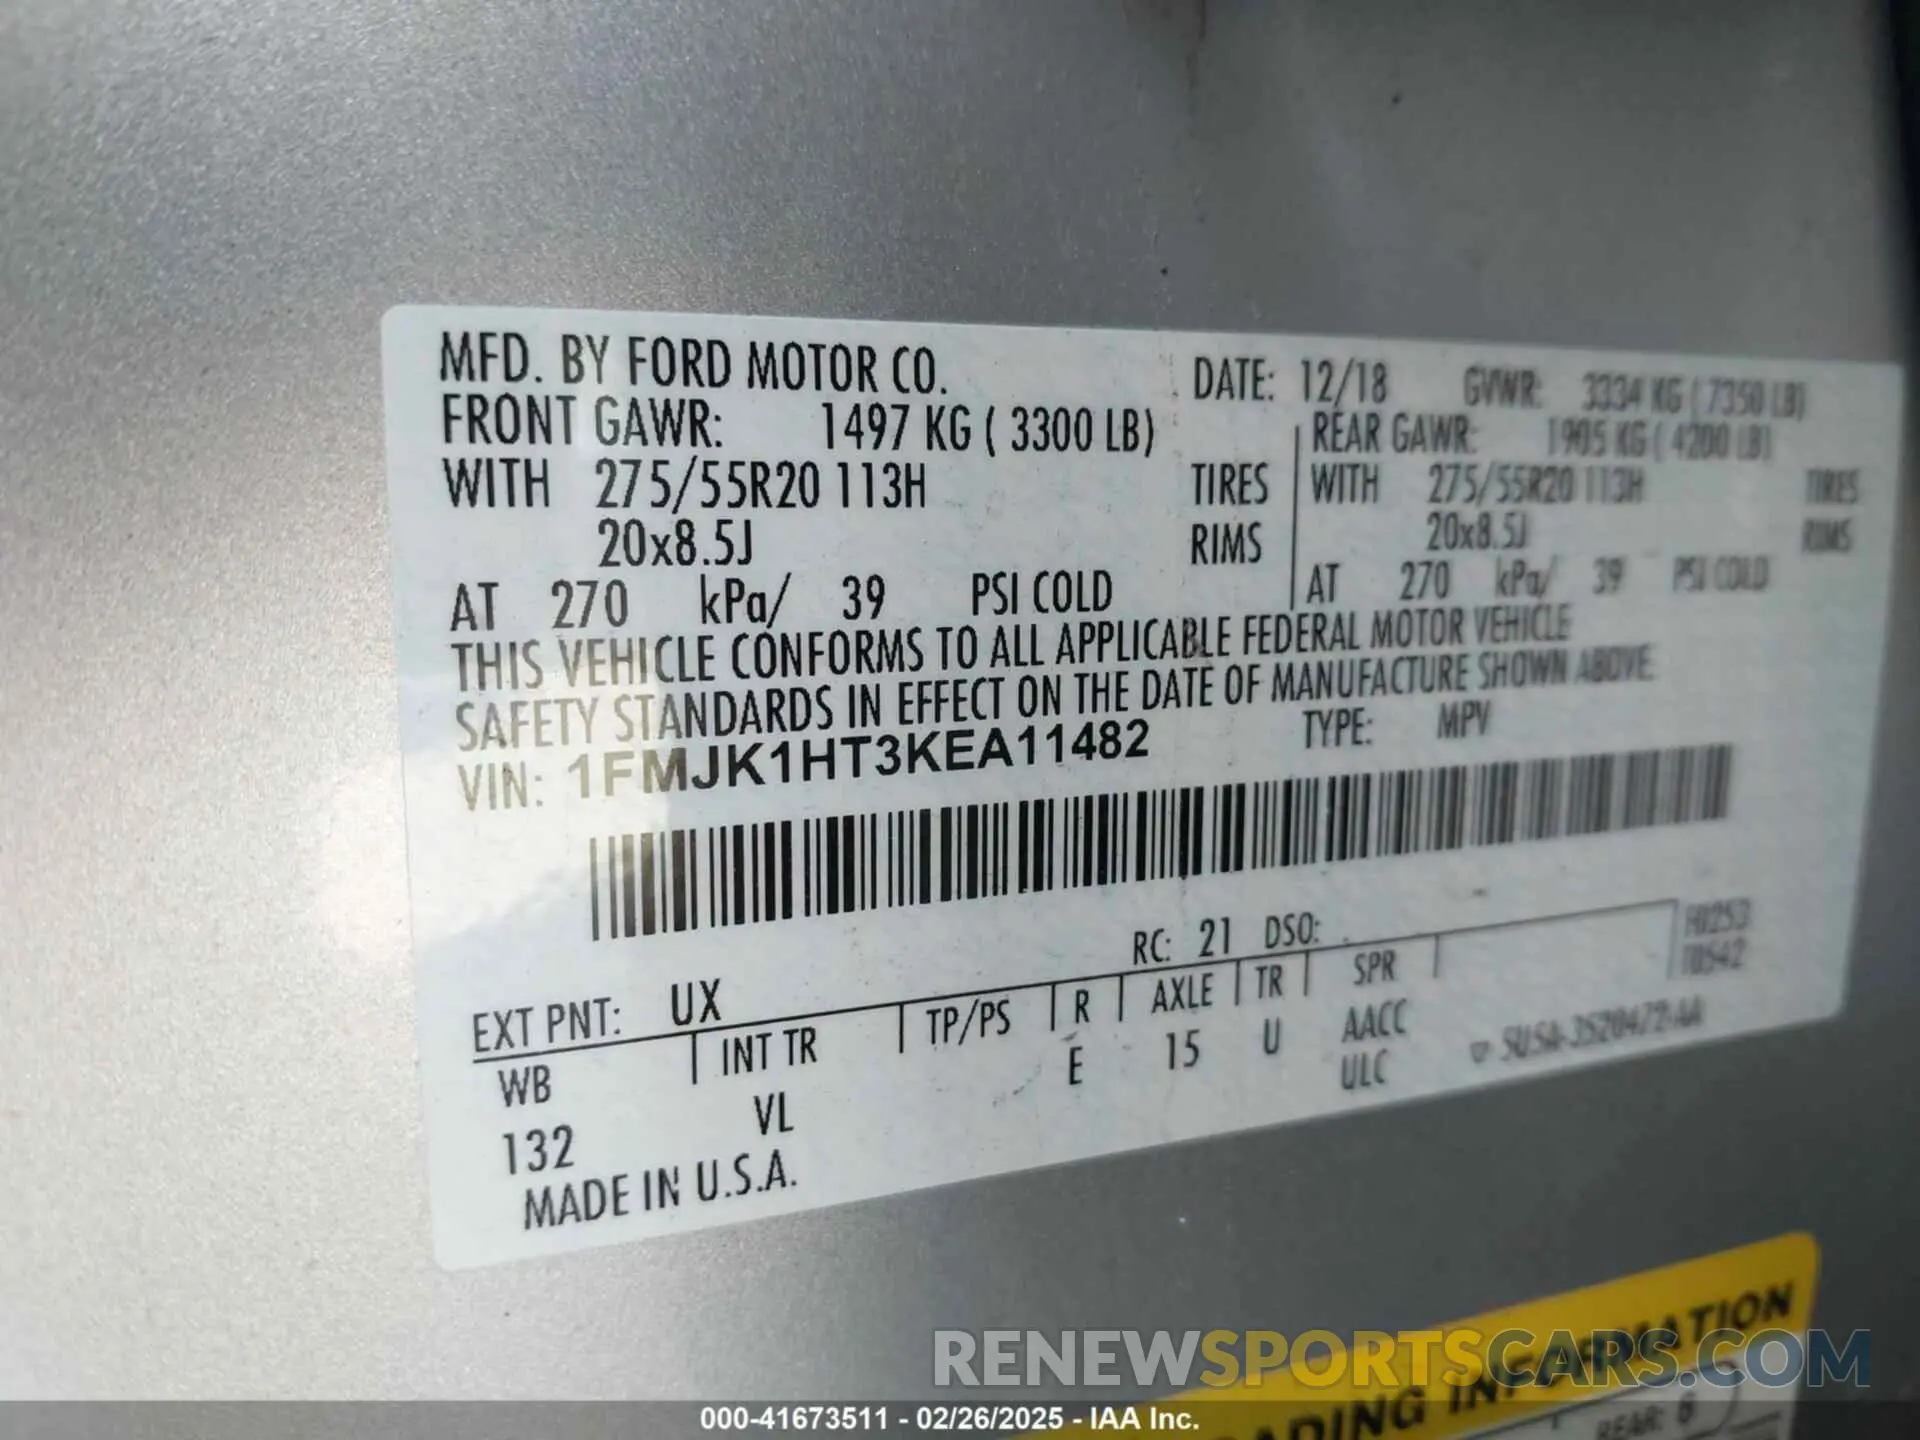 MFD. BY FORD MOTOR CO. DATE: 12/18 GVWR: 3334 KG ( 7350 LB)
FRONT GAWR: 1497 KG ( 3300 LB) REAR GAWR: 1905 KG ( 4200 LB)
WITH 275/55R20 113H TIRES WITH 275/55R20 113H TIRES
20x8.5J RIMS 20x8.5J RIMS
AT 270 kPa/ 39 PSI COLD AT 270 kPa/ 39 PSI COLD
THIS VEHICLE CONFORMS TO ALL APPLICABLE FEDERAL MOTOR VEHICLE
SAFETY STANDARDS IN EFFECT ON THE DATE OF MANUFACTURE SHOWN ABOVE
VIN: 1FMJK1HT3KEA11482 TYPE: MPV
RC: 21 DSO:
EXT PNT: UX
WB INT TR TP/PS R AXLE TR SPR
132 VL E 15 U AACC
ULC
MADE IN U.S.A.
RENEWSPORTSCARS.COM
INFORMATION
REAR:
000-41673511 - 02/26/2025 - IAA Inc.